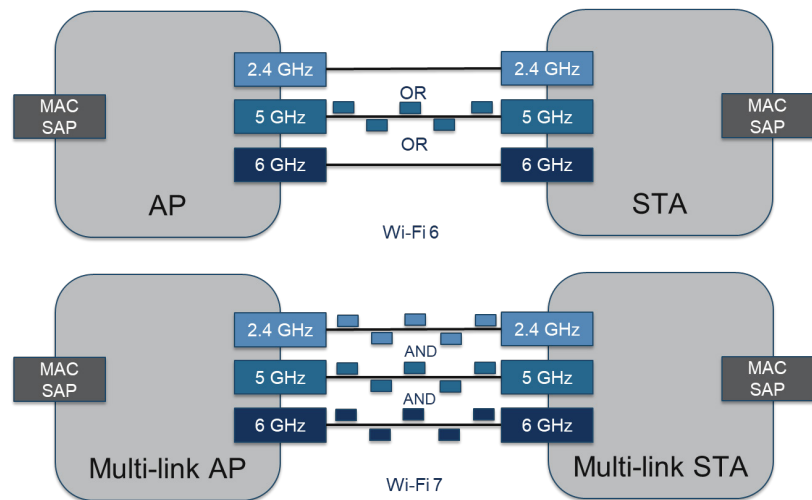 2.4 GHz
2.4 GHz
OR
MAC
SAP
5 GHz
5 GHz
MAC
SAP
OR
6 GHz
6 GHz
AP
STA
Wi-Fi 6
2.4 GHz
2.4 GHz
AND
MAC
SAP
5 GHz
5 GHz
MAC
SAP
AND
6 GHz
6 GHz
Multi-link AP
Multi-link STA
Wi-Fi 7